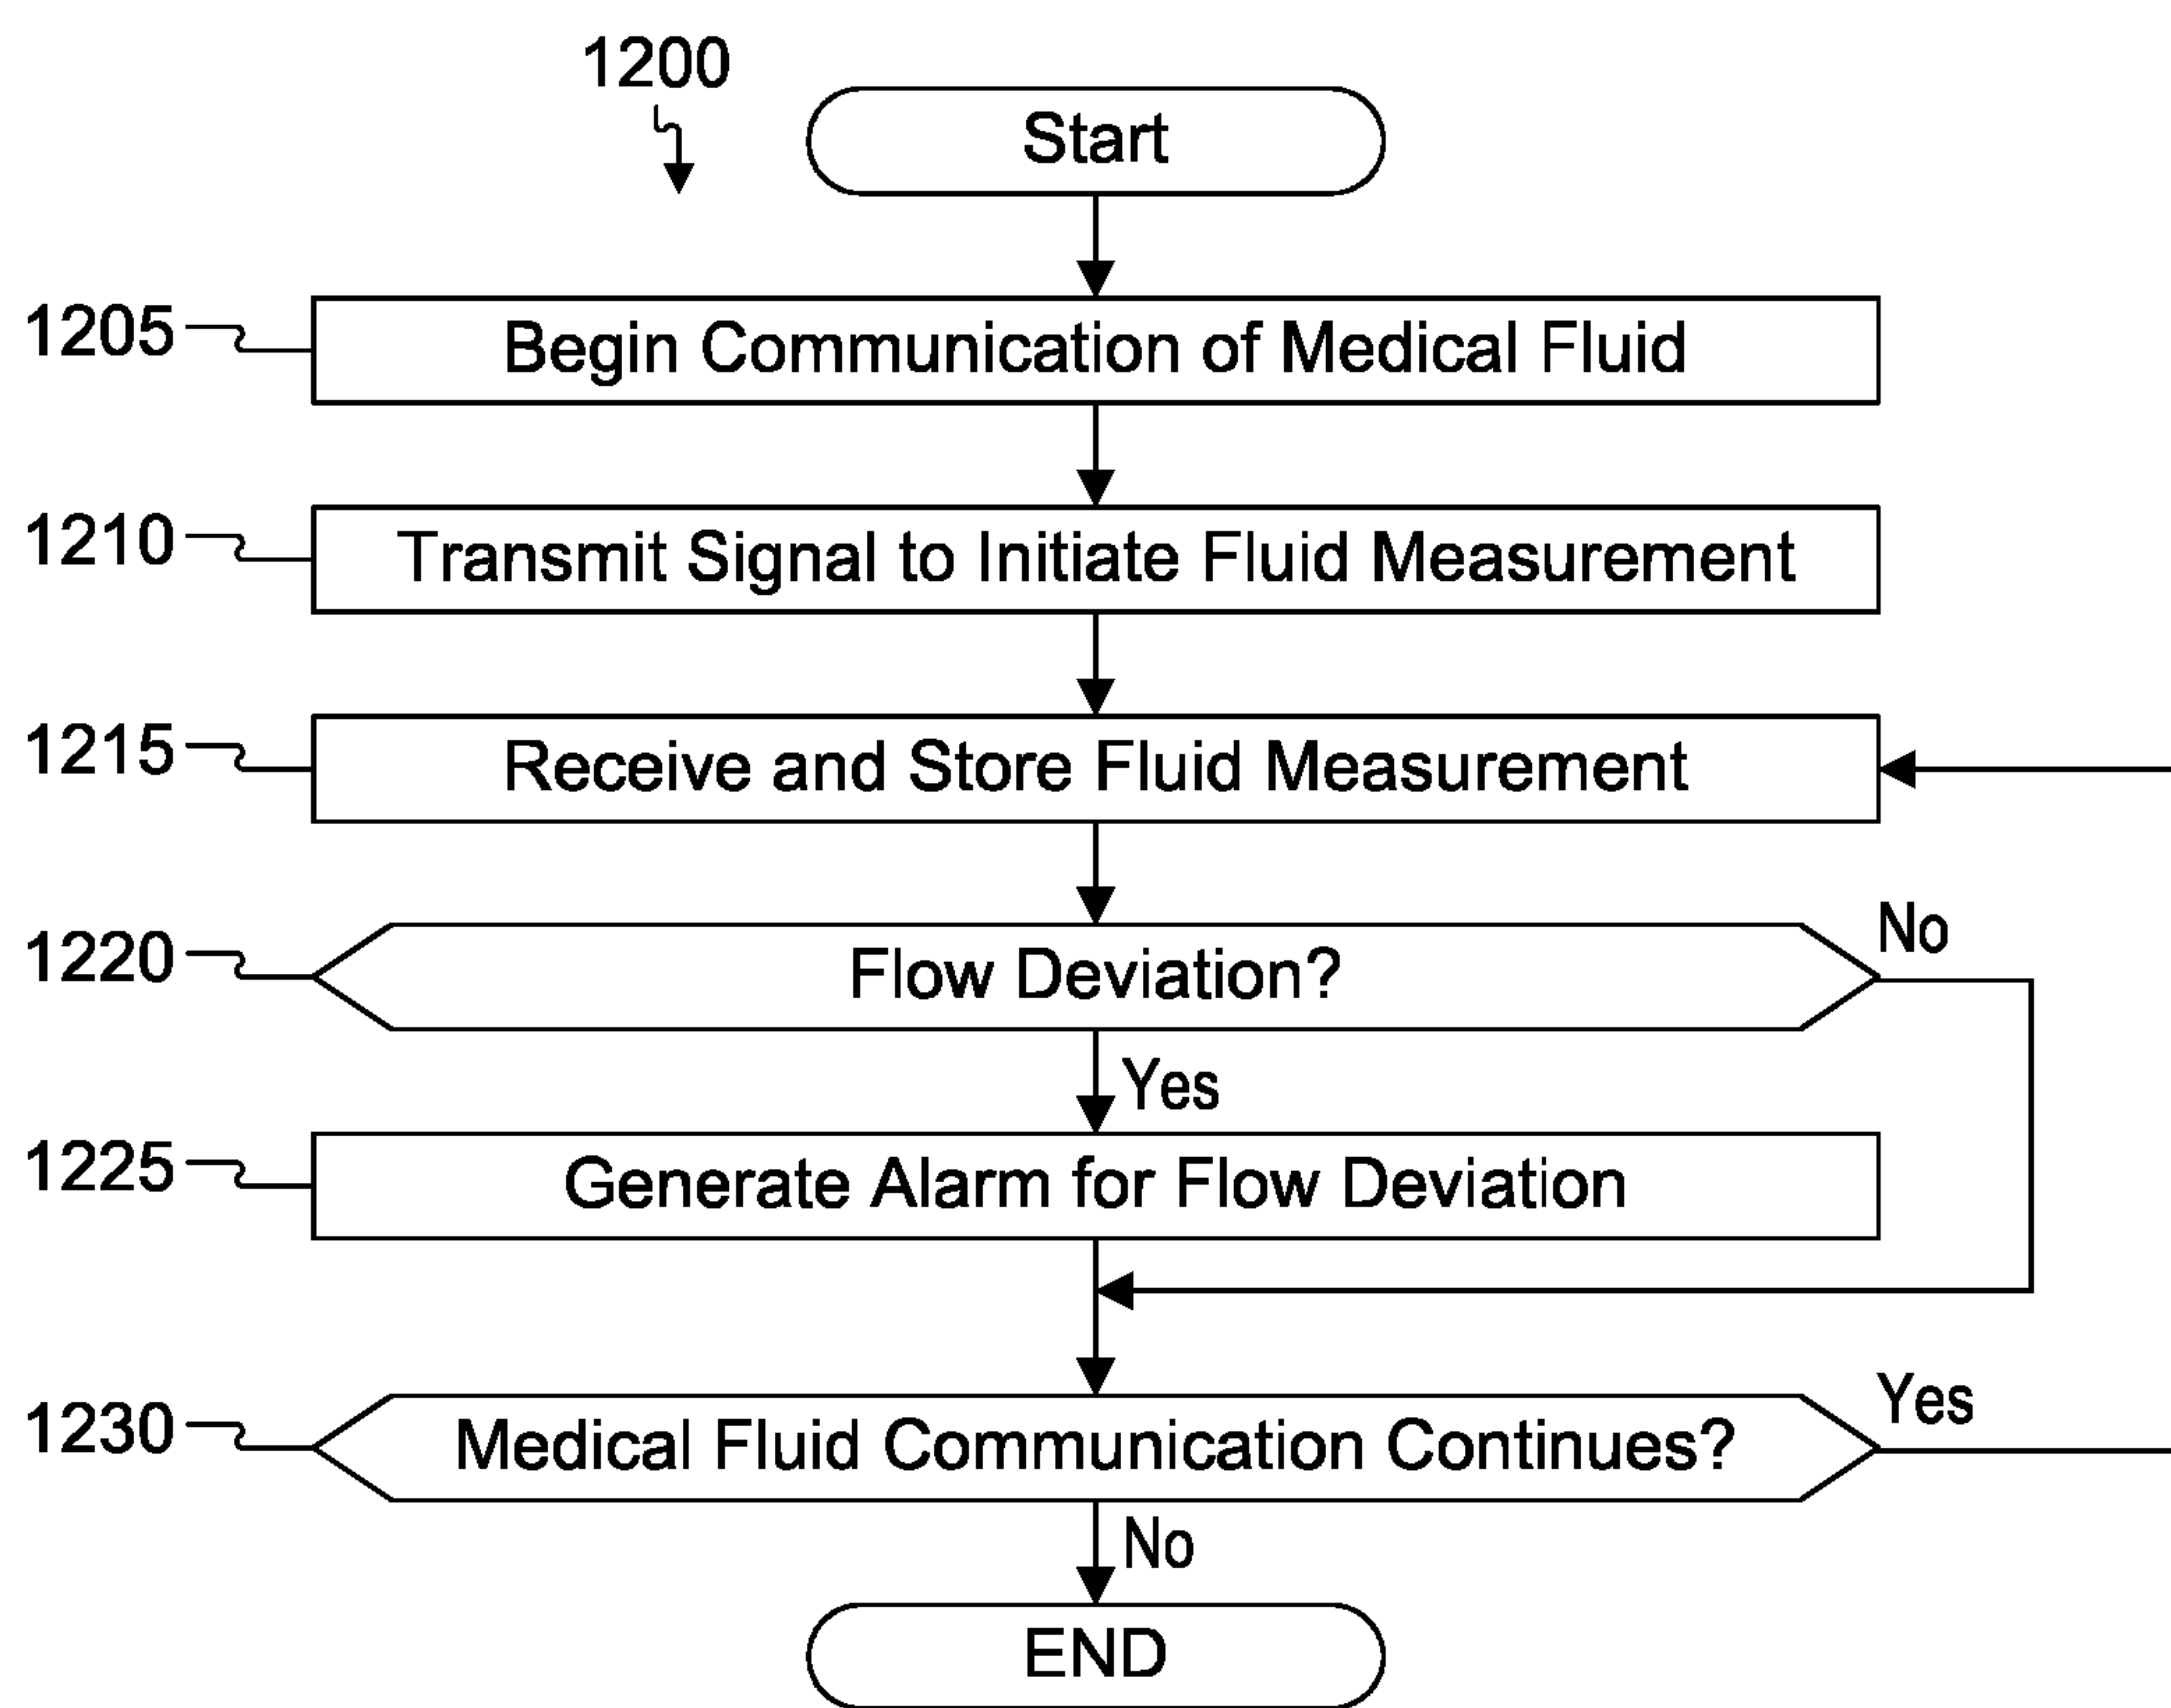 1200
Start
1205
Begin Communication of Medical Fluid
1210
Transmit Signal to Initiate Fluid Measurement
1215
Receive and Store Fluid Measurement
1220
Flow Deviation?
No
Yes
1225
Generate Alarm for Flow Deviation
1230
Medical Fluid Communication Continues?
Yes
No
END